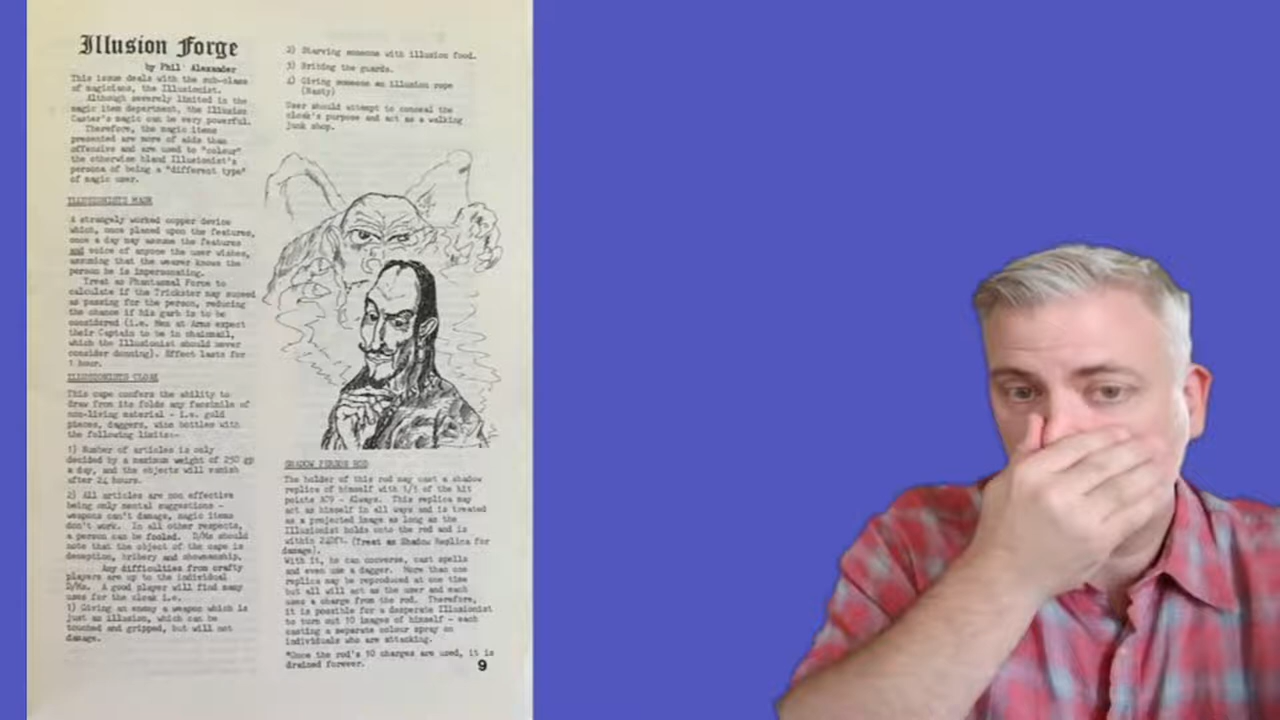 Illusion Forge
by Phil Alexander
This issue deals with the sub-class
of magicians, the Illusionist.
Although severely limited in the
magic item department, the Illusion
Caster's magic can be very powerful.
Therefore, the magic items
presented are more of aids than
offensive and are used to "colour"
the otherwise bland Illusionist's
persona of being a "different type"
of magic user.
ILLUSIONISTS MASK
A strangely worked copper device
which, once placed upon the features,
once a day may assume the features
and voice of anyone the user wishes,
assuming that the wearer knows the
person he is impersonating.
Treat as Phantasmal Force to
calculate if the Trickster may succeed
as passing for the person, reducing
the chance if his garb is to be
considered (i.e. Men at Arms expect
their Captain to be in chainmail,
which the Illusionist should never
consider donning). Effect lasts for
1 hour.
ILLUSIONISTS CLOAK
This cape confers the ability to
draw from its folds any facsimile of
non-living material - i.e. gold
pieces, daggers, wine bottles with
the following limits:-
1) Number of articles is only
decided by a maximum weight of 250 gp
a day, and the objects will vanish
after 24 hours.
2) All articles are non effective
being only mental suggestions -
weapons can't damage, magic items
don't work. In all other respects,
a person can be fooled. D/Ms should
note that the object of the cape is
deception, bribery and showmanship.
Any difficulties from crafty
players are up to the individual
D/Ms. A good player will find many
uses for the cloak i.e.
1) Giving an enemy a weapon which is
just an illusion, which can be
touched and gripped, but will not
damage.
2) Starving someone with illusion food.
3) Bribing the guards.
4) Giving someone an illusion rope
(Nasty)
User should attempt to conceal the
cloak's purpose and act as a walking
junk shop.
SHADOW PERSON ROD
The holder of this rod may cast a shadow
replica of himself with of the hit
points - Always. This replica may
act as himself in all ways and is treated
as a projected image as long as the
Illusionist holds onto the rod and is
within 240ft. (Treat as Shadow Replica for
damage).
With it, he can converse, cast spells
and even use a dagger. More than one
replica may be reproduced at one time
but all will act as the user and each
uses a charge from the rod. Therefore,
it is possible for a desperate Illusionist
to turn out 10 images of himself - each
casting a separate colour spray on
individuals who are attacking.
*Once the rod's 10 charges are used, it is
drained forever.
9